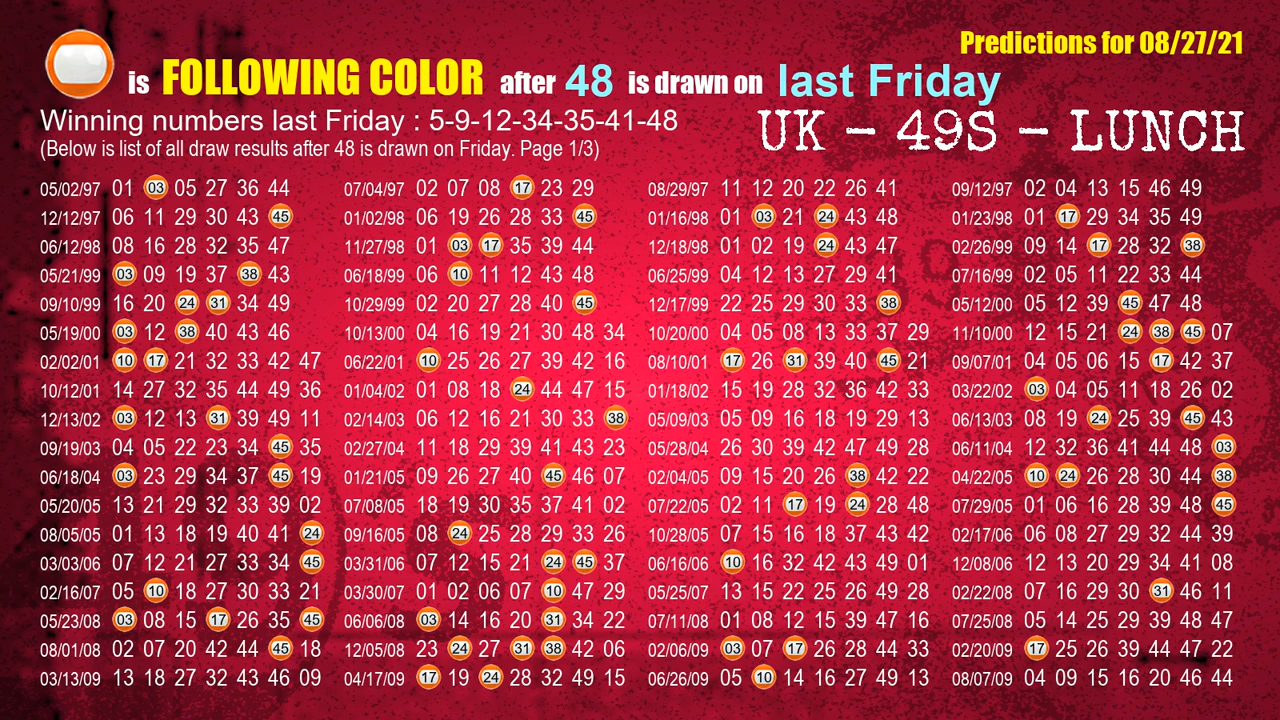 Predictions for 08/27/21
is FOLLOWING COLOR after 48 is drawn on last Friday
Winning numbers last Friday : 5-9-12-34-35-41-48
UK - 49S - LUNCH
(Below is list of all draw results after 48 is drawn on Friday. Page 1/3)
05/02/97 01 03 05 27 36 44 07/04/97 02 07 08 17 23 29 08/29/97 11 12 20 22 26 41 09/12/97 02 04 13 15 46 49
12/12/97 06 11 29 30 43 45 01/02/98 06 19 26 28 33 45 01/16/98 01 03 21 24 43 48 01/23/98 01 17 29 34 35 49
06/12/98 08 16 28 32 35 47 11/27/98 01 03 17 35 39 44 12/18/98 01 02 19 24 43 47 02/26/99 09 14 17 28 32 38
05/21/99 03 09 19 37 38 43 06/18/99 06 10 11 12 43 48 06/25/99 04 12 13 27 29 41 07/16/99 02 05 11 22 33 44
09/10/99 16 20 24 31 34 49 10/29/99 02 20 27 28 40 45 12/17/99 22 25 29 30 33 38 05/12/00 05 12 39 45 47 48
05/19/00 03 12 38 40 43 46 10/13/00 04 16 19 21 30 48 34 10/20/00 04 05 08 13 33 37 29 11/10/00 12 15 21 24 38 45 07
02/02/01 10 17 21 32 33 42 47 06/22/01 10 25 26 27 39 42 16 08/10/01 17 26 31 39 40 45 21 09/07/01 04 05 06 15 17 42 37
10/12/01 14 27 32 35 44 49 36 01/04/02 01 08 18 24 44 47 15 01/18/02 15 19 28 32 36 42 33 03/22/02 03 04 05 11 18 26 02
12/13/02 03 12 13 31 39 49 11 02/14/03 06 12 16 21 30 33 38 05/09/03 05 09 16 18 19 29 13 06/13/03 08 19 24 25 39 45 43
09/19/03 04 05 22 23 34 45 35 02/27/04 11 18 29 39 41 43 23 05/28/04 26 30 39 42 47 49 28 06/11/04 12 32 36 41 44 48 03
06/18/04 03 23 29 34 37 45 19 01/21/05 09 26 27 40 45 46 07 02/04/05 09 15 20 26 38 42 22 04/22/05 10 24 26 28 30 44 38
05/20/05 13 21 29 32 33 39 02 07/08/05 18 19 30 35 37 41 02 07/22/05 02 11 17 19 24 28 48 07/29/05 01 06 16 28 39 48 45
08/05/05 01 13 18 19 40 41 24 09/16/05 08 24 25 28 29 33 26 10/28/05 07 15 16 18 37 43 42 02/17/06 06 08 27 29 32 44 39
03/03/06 07 12 21 27 33 34 45 03/31/06 07 12 15 21 24 45 37 06/16/06 10 16 32 42 43 49 01 12/08/06 12 13 20 29 34 41 08
02/16/07 05 10 18 27 30 33 21 03/30/07 01 02 06 07 10 47 29 05/25/07 13 15 22 25 26 49 28 02/22/08 07 16 29 30 31 46 11
05/23/08 03 08 15 17 26 35 45 06/06/08 03 14 16 20 31 34 22 07/11/08 01 08 12 15 39 47 16 07/25/08 05 14 25 29 39 48 47
08/01/08 02 07 20 42 44 45 18 12/05/08 23 24 27 31 38 42 06 02/06/09 03 07 17 26 28 44 33 02/20/09 17 25 26 39 44 47 22
03/13/09 13 18 27 32 43 46 09 04/17/09 17 19 24 28 32 49 15 06/26/09 05 10 14 16 27 49 13 08/07/09 04 09 15 16 20 46 44